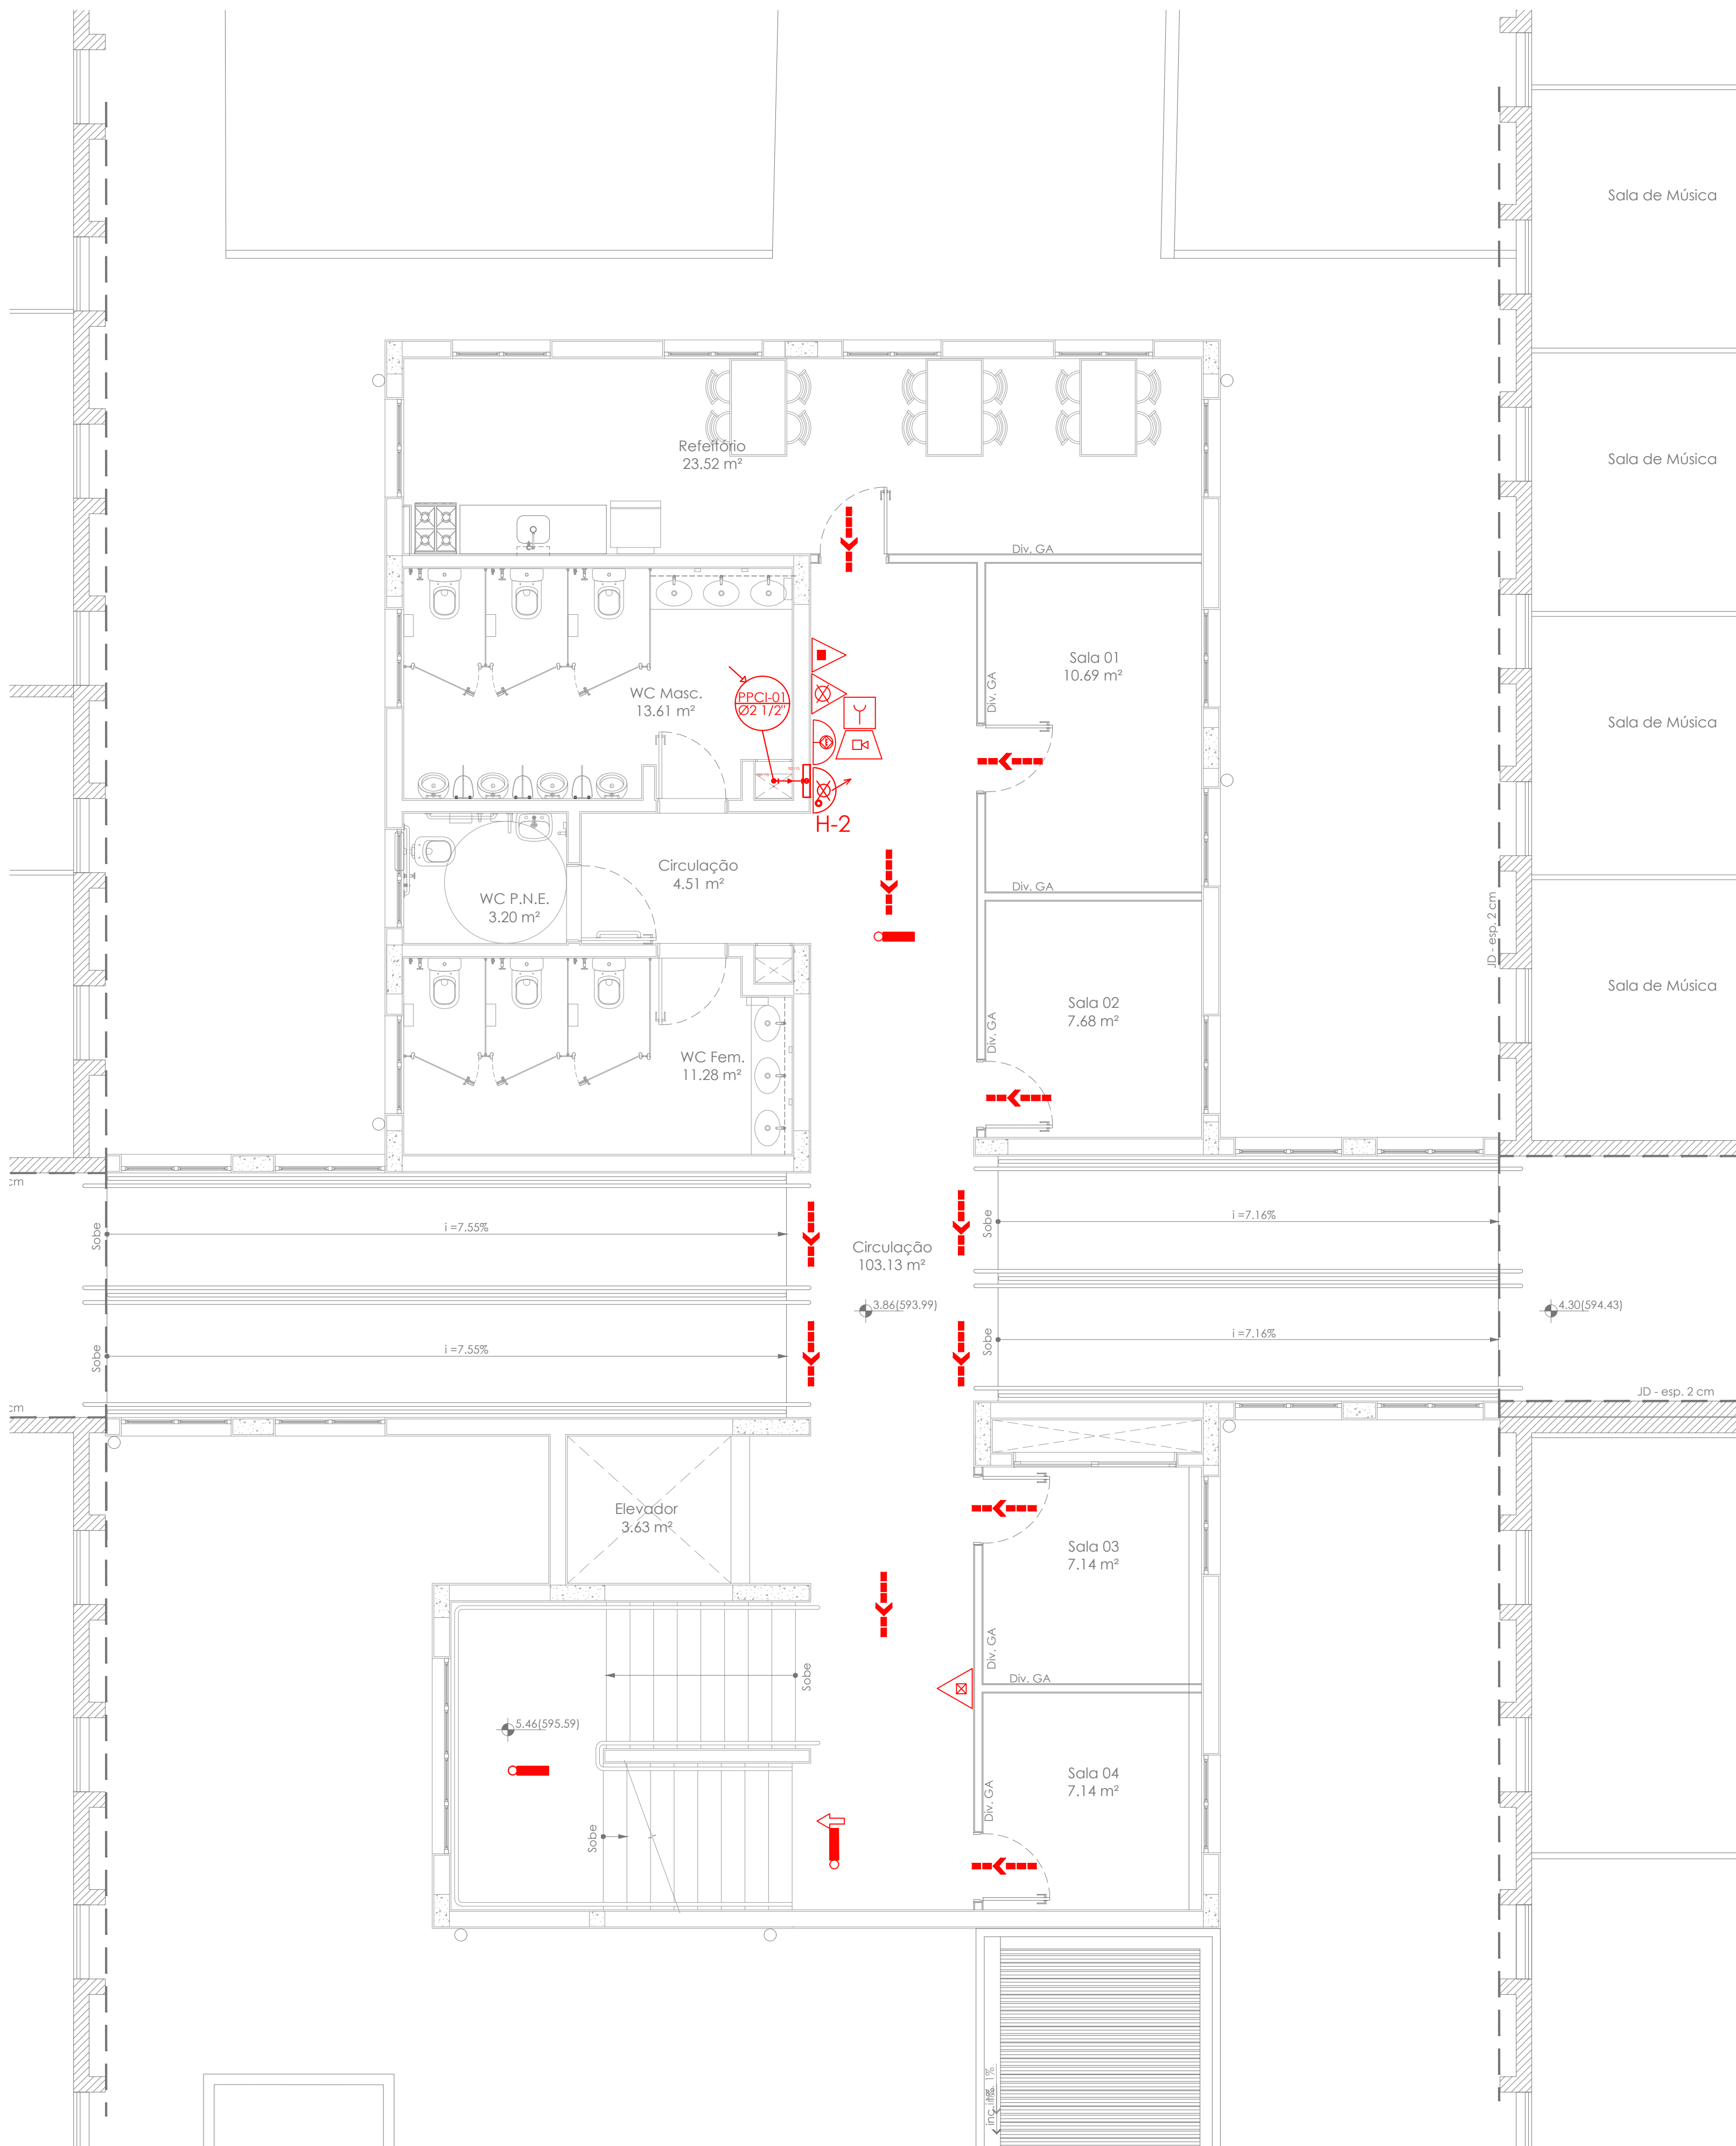 Sala de Música
Refeitório
23.52 m²
Sala de Música
Div. GA
Sala 01
10.69 m²
Div. GA
WC Masc.
13.61 m²
PPCI-01
Ø2 1/2"
Sala de Música
H-2
Circulação
4.51 m²
Div. GA
WC P.N.E.
3.20 m²
JD - esp. 2 cm
Sala de Música
Sala 02
7.68 m²
Div. GA
WC Fem.
11.28 m²
cm
Sobe
i =7.55%
Sobe
i =7.16%
Circulação
103.13 m²
3.86(593.99)
4.30(594.43)
Sobe
i =7.55%
Sobe
i =7.16%
JD - esp. 2 cm
cm
Elevador
3.63 m²
Sala 03
7.14 m²
Div. GA
Div. GA
Sobe
5.46(595.59)
Sala 04
7.14 m²
Div. GA
Sobe